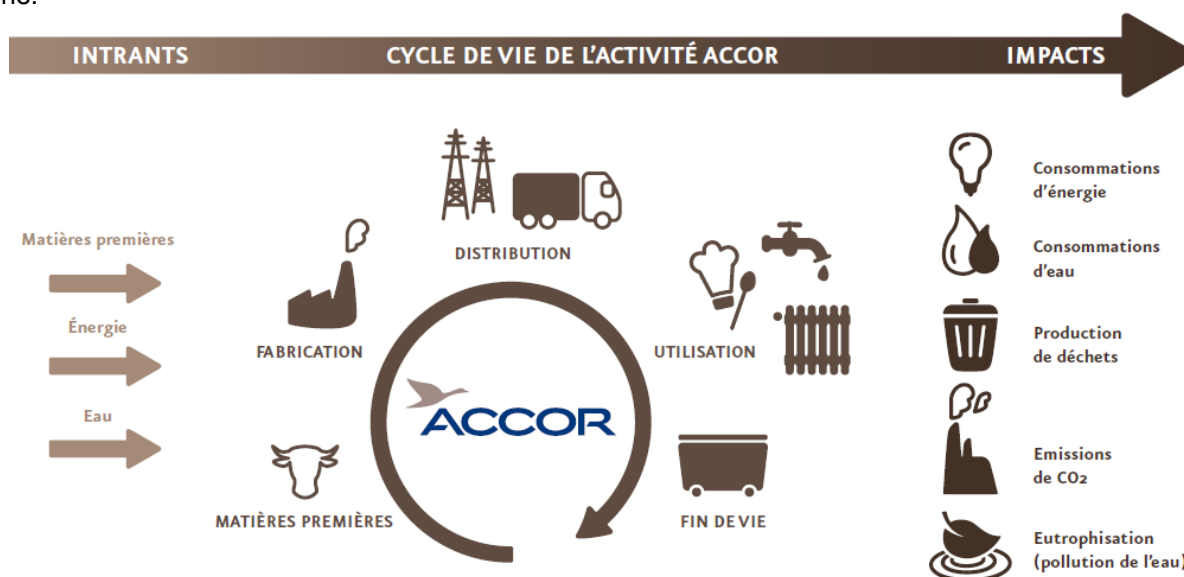 INTRANTS
CYCLE DE VIE DE L'ACTIVITÉ ACCOR
IMPACTS
Matières premières
Énergie
Eau
DISTRIBUTION
FABRICATION
UTILISATION
ACCOR
MATIÈRES PREMIÈRES
FIN DE VIE
Consommations
d'énergie
Consommations
d'eau
Production
de déchets
Emissions
de CO2
Eutrophisation
(pollution de l'eau)